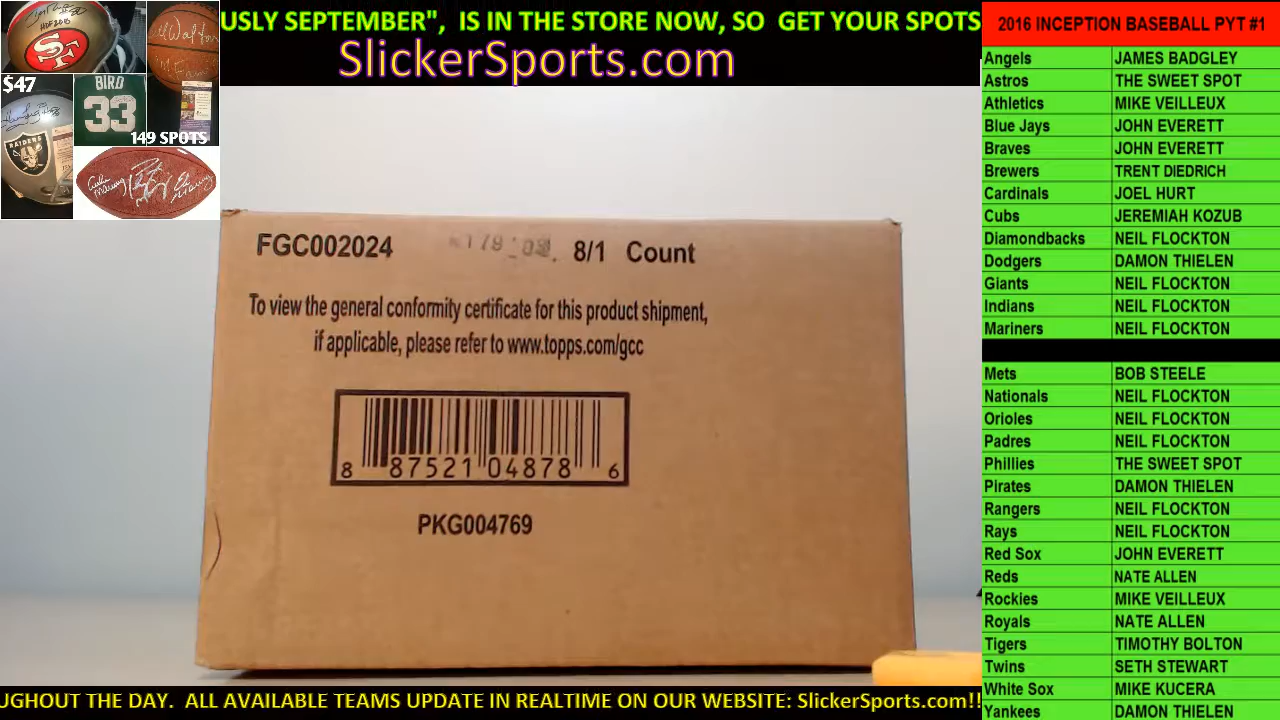 USLY SEPTEMBER", IS IN THE STORE NOW, SO GET YOUR SPOTS
SlickerSports.com
$47
BIRD
33
149 SPOTS
RAIDERS
SF
FGC002024
8/1 Count
To view the general conformity certificate for this product shipment,
if applicable, please refer to www.topps.com/gcc
8 87521 04878 6
PKG004769
2016 INCEPTION BASEBALL PYT #1
Angels JAMES BADGLEY
Astros THE SWEET SPOT
Athletics MIKE VEILLEUX
Blue Jays JOHN EVERETT
Braves JOHN EVERETT
Brewers TRENT DIEDRICH
Cardinals JOEL HURT
Cubs JEREMIAH KOZUB
Diamondbacks NEIL FLOCKTON
Dodgers DAMON THIELEN
Giants NEIL FLOCKTON
Indians NEIL FLOCKTON
Mariners NEIL FLOCKTON
Mets BOB STEELE
Nationals NEIL FLOCKTON
Orioles NEIL FLOCKTON
Padres NEIL FLOCKTON
Phillies THE SWEET SPOT
Pirates DAMON THIELEN
Rangers NEIL FLOCKTON
Rays NEIL FLOCKTON
Red Sox JOHN EVERETT
Reds NATE ALLEN
Rockies MIKE VEILLEUX
Royals NATE ALLEN
Tigers TIMOTHY BOLTON
Twins SETH STEWART
White Sox MIKE KUCERA
Yankees DAMON THIELEN
UGHOUT THE DAY. ALL AVAILABLE TEAMS UPDATE IN REALTIME ON OUR WEBSITE: SlickerSports.com!!